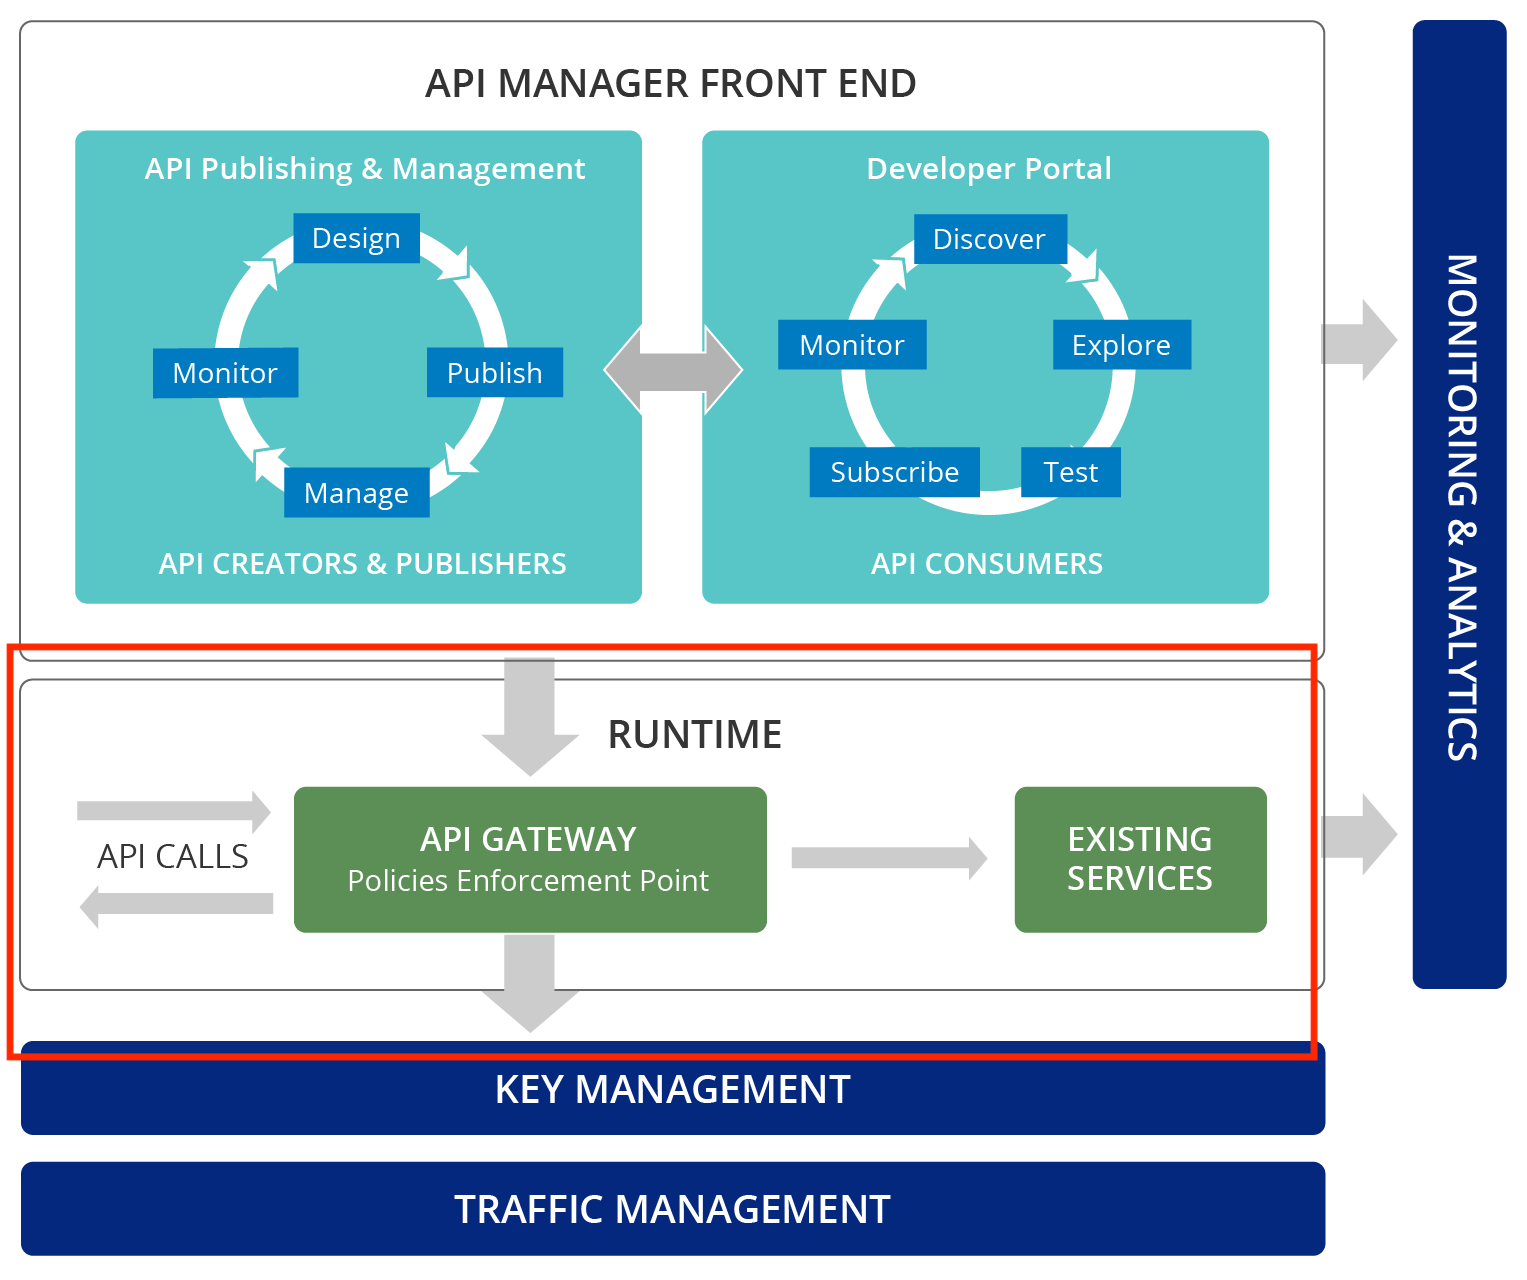 API MANAGER FRONT END
API Publishing & Management
Design
Monitor
Publish
Manage
API CREATORS & PUBLISHERS
Developer Portal
Discover
Monitor
Explore
Subscribe
Test
API CONSUMERS
RUNTIME
API CALLS
API GATEWAY
Policies Enforcement Point
EXISTING
SERVICES
KEY MANAGEMENT
TRAFFIC MANAGEMENT
MONITORING & ANALYTICS